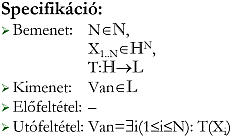 Specifikáció:
➢ Bemenet: N∈N,
X₁..N∈Hᴺ,
T:H→L
➢ Kimenet: Van∈L
➢ Előfeltétel: –
➢ Utófeltétel: Van=∃i(1≤i≤N): T(Xᵢ)